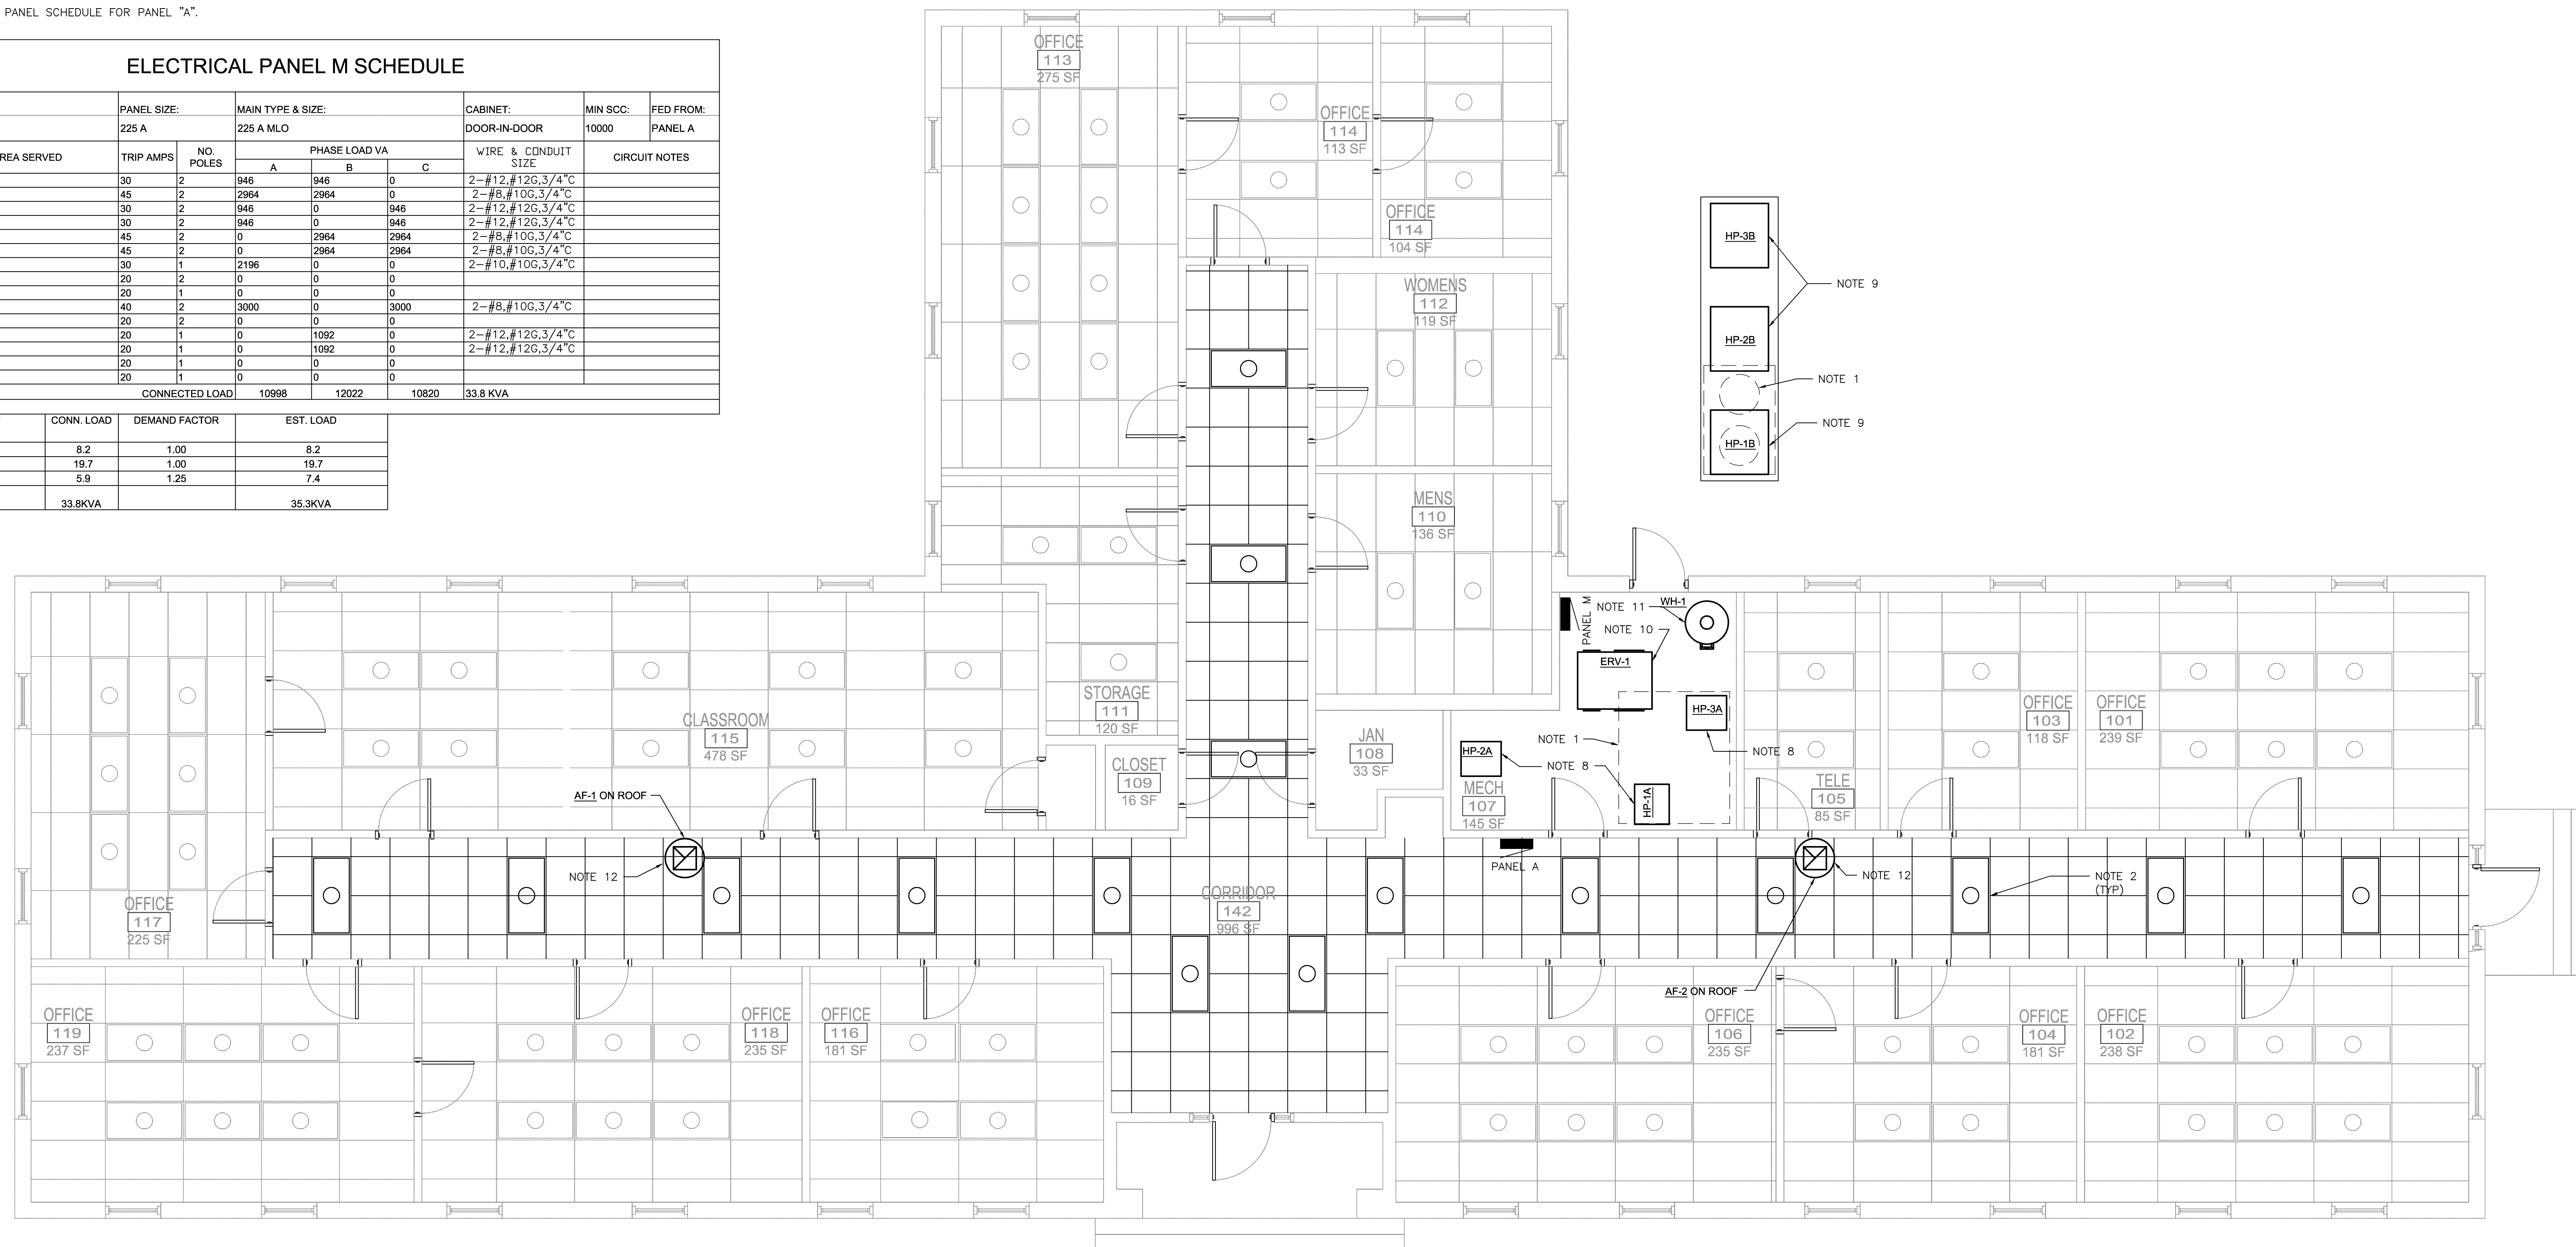 PANEL SCHEDULE FOR PANEL "A".
ELECTRICAL PANEL M SCHEDULE
PANEL SIZE: MAIN TYPE & SIZE: CABINET: MIN SCC: FED FROM:
225 A 225 A MLO DOOR-IN-DOOR 10000 PANEL A
REA SERVED TRIP AMPS NO. POLES PHASE LOAD VA WIRE & CONDUIT SIZE CIRCUIT NOTES
A B C
30 2 946 946 0 2-#12,#12G,3/4"C
45 2 2964 2964 0 2-#8,#10G,3/4"C
30 2 946 0 946 2-#12,#12G,3/4"C
30 2 946 0 946 2-#12,#12G,3/4"C
45 2 0 2964 2964 2-#8,#10G,3/4"C
45 2 0 2964 2964 2-#8,#10G,3/4"C
30 1 2196 0 0 2-#10,#10G,3/4"C
20 2 0 0 0
20 1 0 0 0
40 2 3000 0 3000 2-#8,#10G,3/4"C
20 2 0 0 0
20 1 0 1092 0 2-#12,#12G,3/4"C
20 1 0 1092 0 2-#12,#12G,3/4"C
20 1 0 0 0
20 1 0 0 0
CONNECTED LOAD 10998 12022 10820 33.8 KVA
CONN. LOAD DEMAND FACTOR EST. LOAD
8.2 1.00 8.2
19.7 1.00 19.7
5.9 1.25 7.4
33.8KVA 35.3KVA
OFFICE
113
275 SF
OFFICE
114
113 SF
OFFICE
114
104 SF
WOMENS
112
119 SF
MENS
110
136 SF
HP-3B
NOTE 9
HP-2B
NOTE 1
NOTE 9
HP-1B
PANEL M
NOTE 11
WH-1
NOTE 10
ERV-1
HP-3A
NOTE 1
NOTE 8
HP-2A
NOTE 8
HP-1A
MECH
107
145 SF
STORAGE
111
120 SF
CLASSROOM
115
478 SF
CLOSET
109
16 SF
JAN
108
33 SF
TELE
105
85 SF
OFFICE
103
118 SF
OFFICE
101
239 SF
AF-1 ON ROOF
NOTE 12
PANEL A
NOTE 12
NOTE 2
(TYP)
CORRIDOR
142
996 SF
OFFICE
117
225 SF
AF-2 ON ROOF
OFFICE
119
237 SF
OFFICE
118
235 SF
OFFICE
116
181 SF
OFFICE
106
235 SF
OFFICE
104
181 SF
OFFICE
102
238 SF